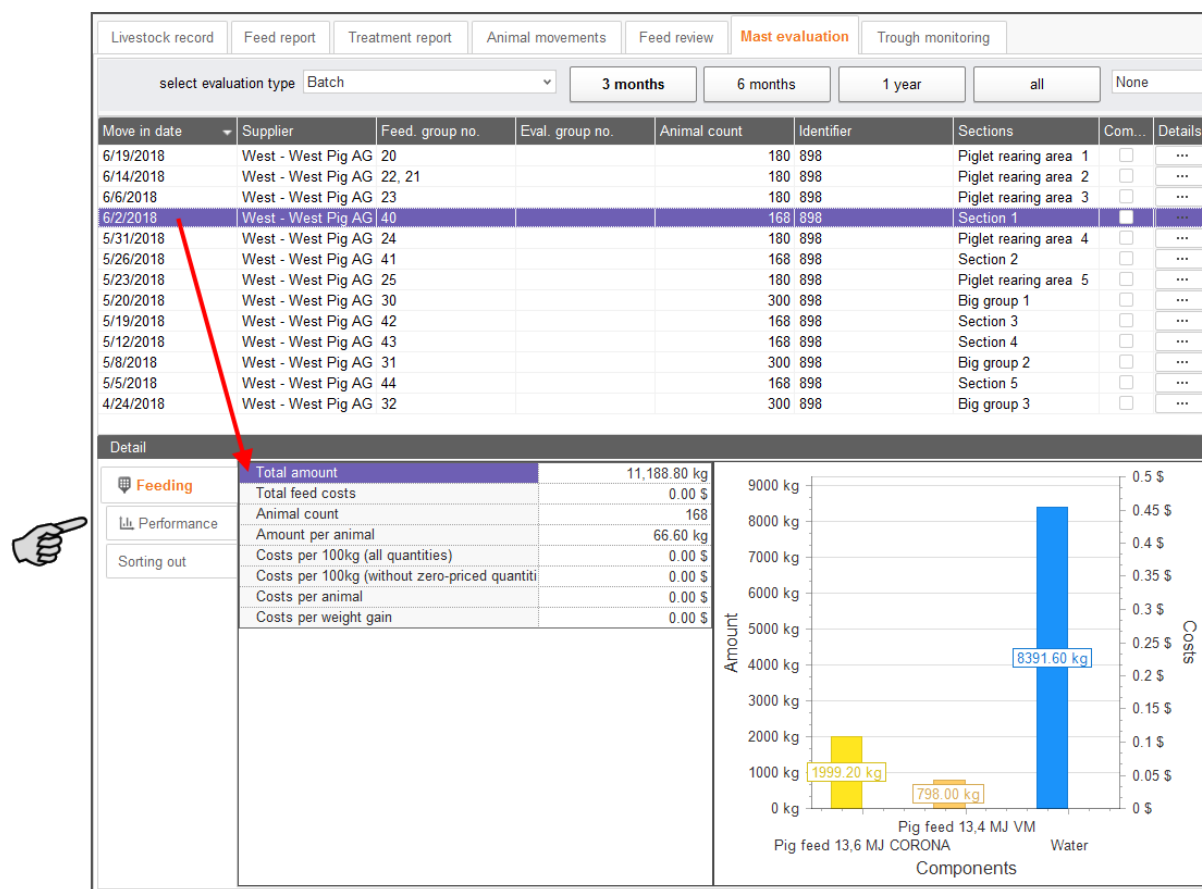 Livestock record Feed report Treatment report Animal movements Feed review Mast evaluation Trough monitoring
select evaluation type Batch 3 months 6 months 1 year all None
Move in date Supplier Feed. group no. Eval. group no. Animal count Identifier Sections Com... Details
6/19/2018 West - West Pig AG 20 180 898 Piglet rearing area 1 ...
6/14/2018 West - West Pig AG 22, 21 180 898 Piglet rearing area 2 ...
6/6/2018 West - West Pig AG 23 180 898 Piglet rearing area 3 ...
6/2/2018 West - West Pig AG 40 168 898 Section 1 ...
5/31/2018 West - West Pig AG 24 180 898 Piglet rearing area 4 ...
5/26/2018 West - West Pig AG 41 168 898 Section 2 ...
5/23/2018 West - West Pig AG 25 180 898 Piglet rearing area 5 ...
5/20/2018 West - West Pig AG 30 300 898 Big group 1 ...
5/19/2018 West - West Pig AG 42 168 898 Section 3 ...
5/12/2018 West - West Pig AG 43 168 898 Section 4 ...
5/8/2018 West - West Pig AG 31 300 898 Big group 2 ...
5/5/2018 West - West Pig AG 44 168 898 Section 5 ...
4/24/2018 West - West Pig AG 32 300 898 Big group 3 ...
Detail
Feeding
Performance
Sorting out
Total amount 11,188.80 kg
Total feed costs 0.00 $
Animal count 168
Amount per animal 66.60 kg
Costs per 100kg (all quantities) 0.00 $
Costs per 100kg (without zero-priced quantiti 0.00 $
Costs per animal 0.00 $
Costs per weight gain 0.00 $
Amount
9000 kg
8000 kg
7000 kg
6000 kg
5000 kg
4000 kg
3000 kg
2000 kg
1000 kg
0 kg
1999.20 kg
798.00 kg
8391.60 kg
0.5 $
0.45 $
0.4 $
0.35 $
0.3 $
0.25 $
0.2 $
0.15 $
0.1 $
0.05 $
0 $
Costs
Pig feed 13,4 MJ VM
Pig feed 13,6 MJ CORONA Water
Components